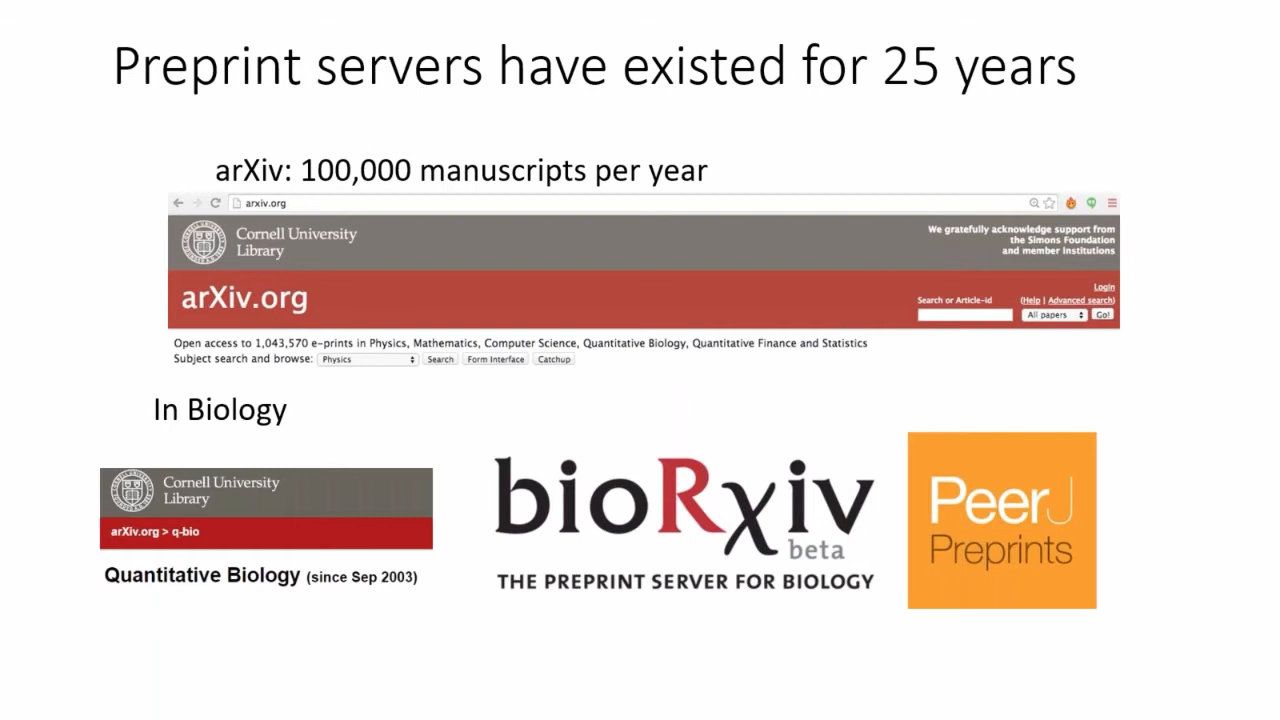 Preprint servers have existed for 25 years
arXiv: 100,000 manuscripts per year
arxiv.org
Cornell University
Library
We gratefully acknowledge support from
the Simons Foundation
and member institutions
arXiv.org
Login
Search or Article-id
(Help | Advanced search)
All papers
Go!
Open access to 1,043,570 e-prints in Physics, Mathematics, Computer Science, Quantitative Biology, Quantitative Finance and Statistics
Subject search and browse: Physics Search Form Interface Catchup
In Biology
Cornell University
Library
arXiv.org > q-bio
Quantitative Biology (since Sep 2003)
bioRχiv
beta
THE PREPRINT SERVER FOR BIOLOGY
PeerJ
Preprints